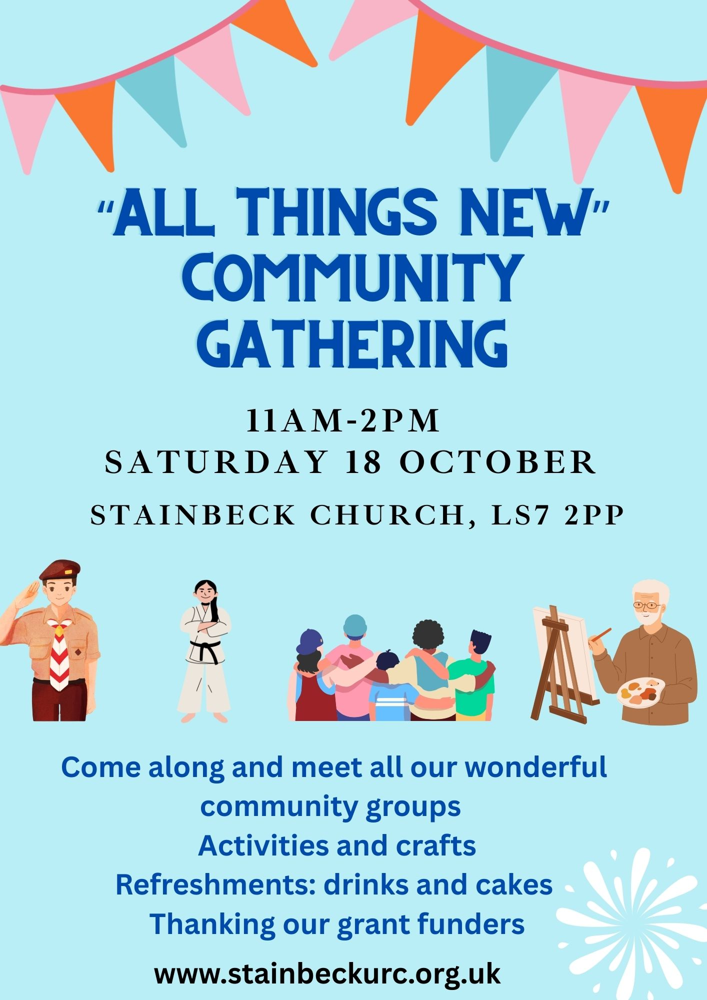 “ALL THINGS NEW”
COMMUNITY
GATHERING
11AM-2PM
SATURDAY 18 OCTOBER
STAINBECK CHURCH, LS7 2PP
Come along and meet all our wonderful
community groups
Activities and crafts
Refreshments: drinks and cakes
Thanking our grant funders
www.stainbeckurc.org.uk